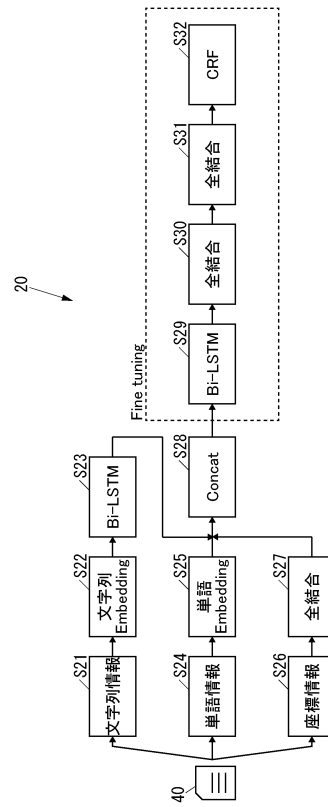 20
40
S21
文字列情報
S22
文字列
Embedding
S23
Bi-LSTM
S24
単語情報
S25
単語
Embedding
S26
座標情報
S27
全結合
S28
Concat
Fine tuning
S29
Bi-LSTM
S30
全結合
S31
全結合
S32
CRF